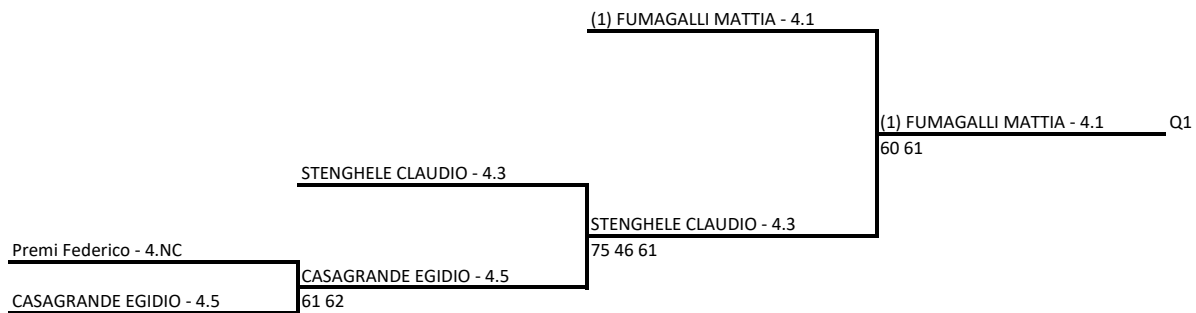 (1) FUMAGALLI MATTIA - 4.1
(1) FUMAGALLI MATTIA - 4.1 Q1
60 61
STENGHELE CLAUDIO - 4.3
STENGHELE CLAUDIO - 4.3
75 46 61
Premi Federico - 4.NC
CASAGRANDE EGIDIO - 4.5
61 62
CASAGRANDE EGIDIO - 4.5